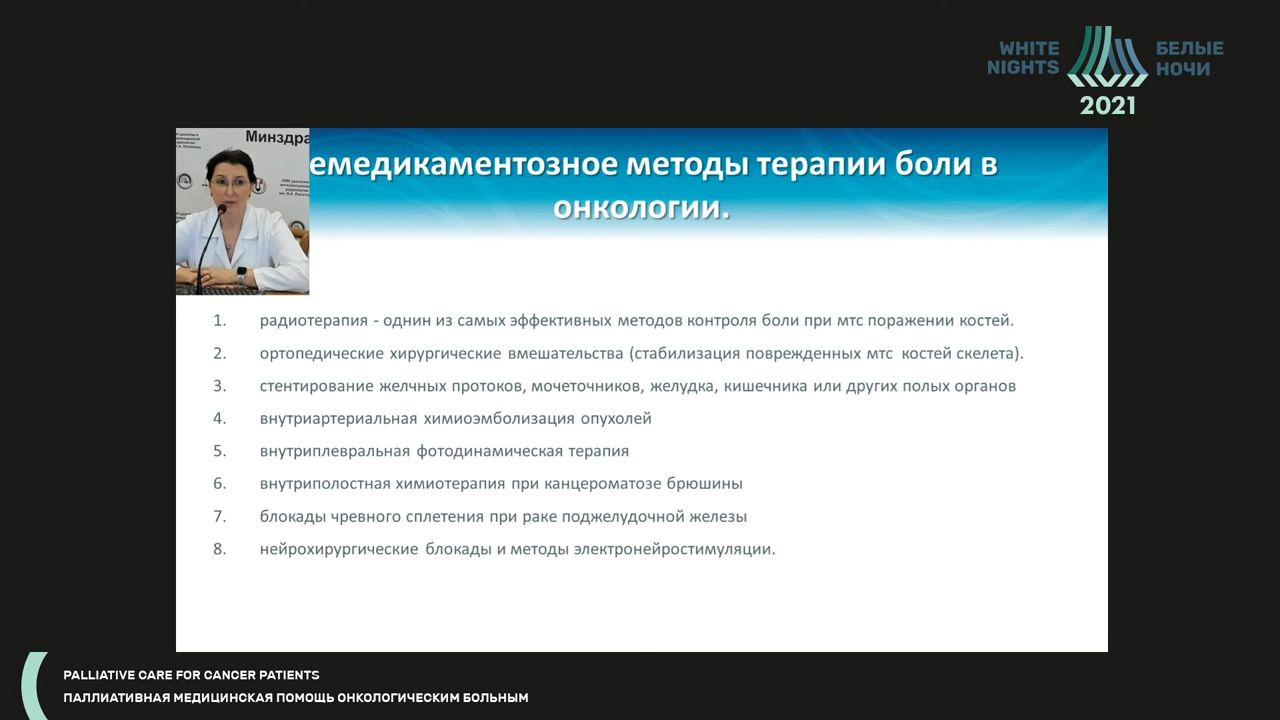 WHITE
NIGHTS
БЕЛЫЕ
НОЧИ
2021
Минздра
емедикаментозное методы терапии боли в
онкологии.
1. радиотерапия - однин из самых эффективных методов контроля боли при мтс поражении костей.
2. ортопедические хирургические вмешательства (стабилизация поврежденных мтс костей скелета).
3. стентирование желчных протоков, мочеточников, желудка, кишечника или других полых органов
4. внутриартериальная химиоэмболизация опухолей
5. внутриплевральная фотодинамическая терапия
6. внутриполостная химиотерапия при канцероматозе брюшины
7. блокады чревного сплетения при раке поджелудочной железы
8. нейрохирургические блокады и методы электронейростимуляции.
PALLIATIVE CARE FOR CANCER PATIENTS
ПАЛЛИАТИВНАЯ МЕДИЦИНСКАЯ ПОМОЩЬ ОНКОЛОГИЧЕСКИМ БОЛЬНЫМ